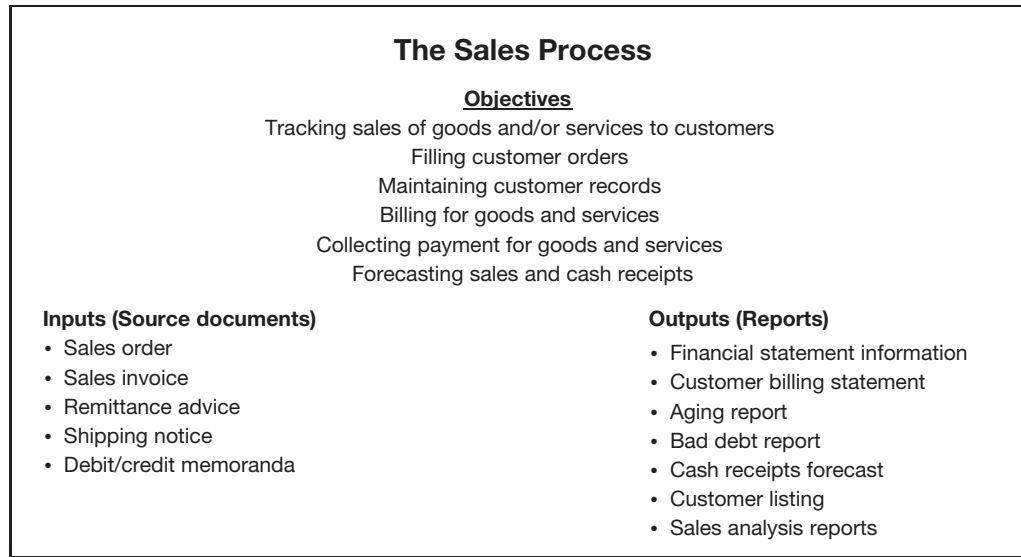 The Sales Process
Objectives
Tracking sales of goods and/or services to customers
Filling customer orders
Maintaining customer records
Billing for goods and services
Collecting payment for goods and services
Forecasting sales and cash receipts
Inputs (Source documents)
• Sales order
• Sales invoice
• Remittance advice
• Shipping notice
• Debit/credit memoranda
Outputs (Reports)
• Financial statement information
• Customer billing statement
• Aging report
• Bad debt report
• Cash receipts forecast
• Customer listing
• Sales analysis reports